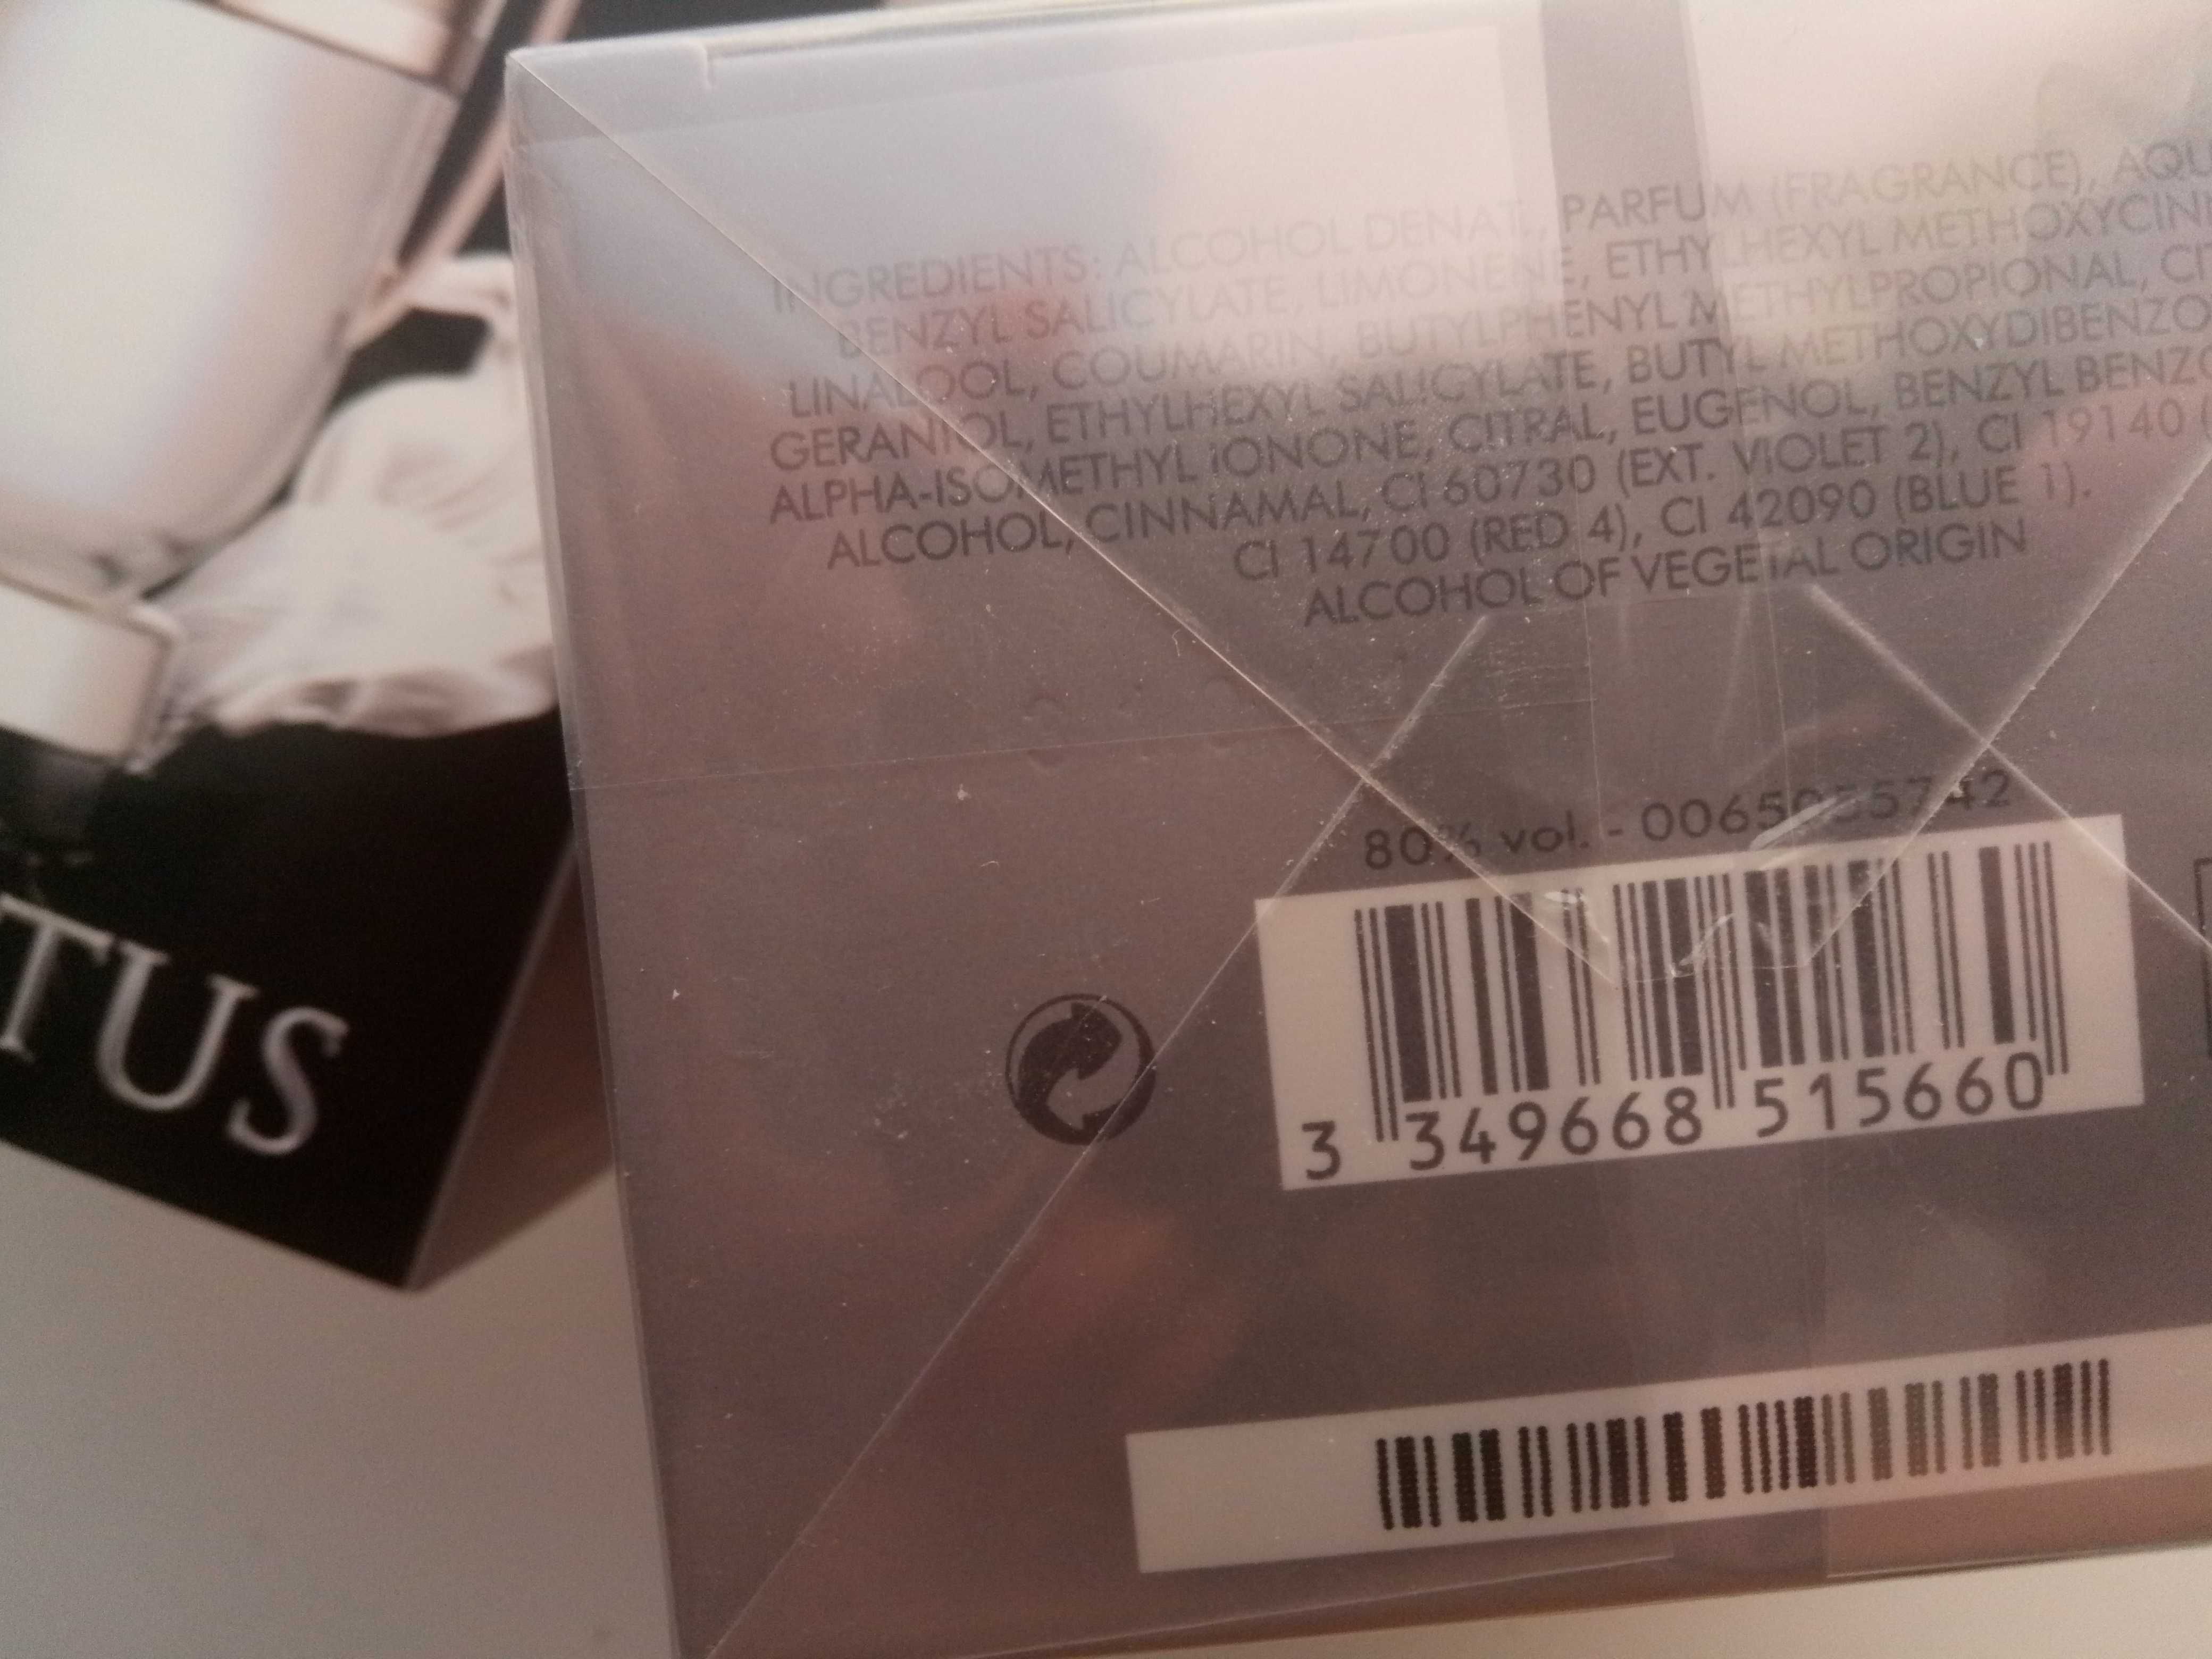 INGREDIENTS: ALCOHOL DENAT., PARFUM (FRAGRANCE), AQU
BENZYL SALICYLATE, LIMONENE, ETHYLHEXYL METHOXYCIN
LINALOOL, COUMARIN, BUTYLPHENYL METHYLPROPIONAL, CI
GERANIOL, ETHYLHEXYL SALICYLATE, BUTYL METHOXYDIBENZO
ALPHA-ISOMETHYL IONONE, CITRAL, EUGENOL, BENZYL BENZO
ALCOHOL, CINNAMAL, CI 60730 (EXT. VIOLET 2), CI 19140 (
CI 14700 (RED 4), CI 42090 (BLUE 1).
ALCOHOL OF VEGETAL ORIGIN
80% vol. - 0065055742
3 349668 515660
TUS